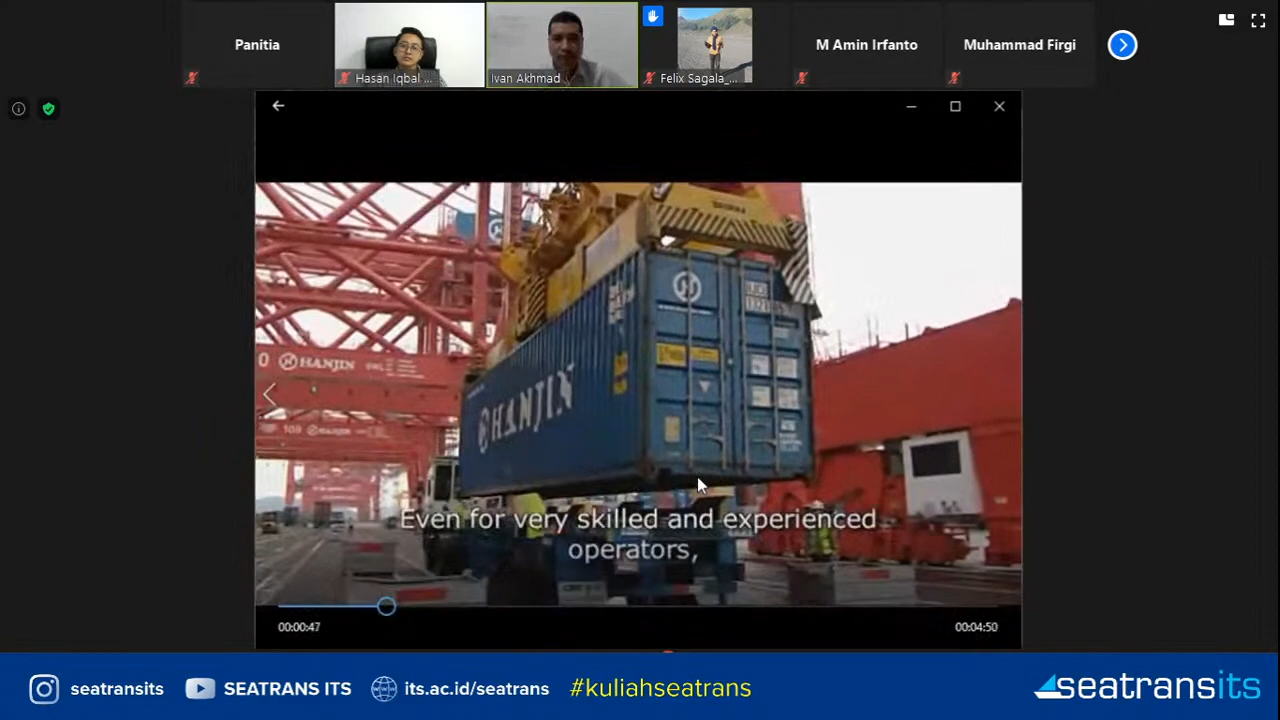 Panitia
Hasan Iqbal ...
Ivan Akhmad
Felix Sagala_...
M Amin Irfanto
Muhammad Firgi
HANJIN
HANJIN
109
Even for very skilled and experienced
operators,
00:00:47
00:04:50
seatransits
SEATRANS ITS
its.ac.id/seatrans
#kuliahseatrans
seatransits